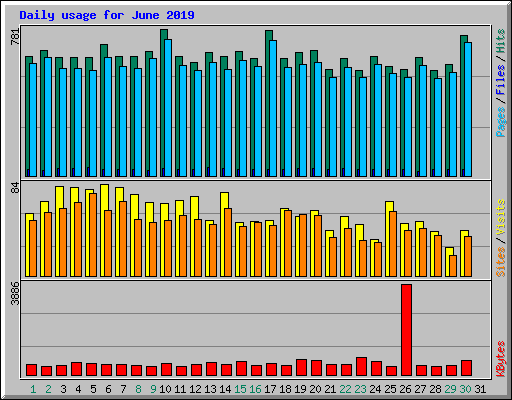 Daily usage for June 2019
781
Pages / Files / Hits
84
Sites / Visits
3886
KBytes
1 2 3 4 5 6 7 8 9 10 11 12 13 14 15 16 17 18 19 20 21 22 23 24 25 26 27 28 29 30 31